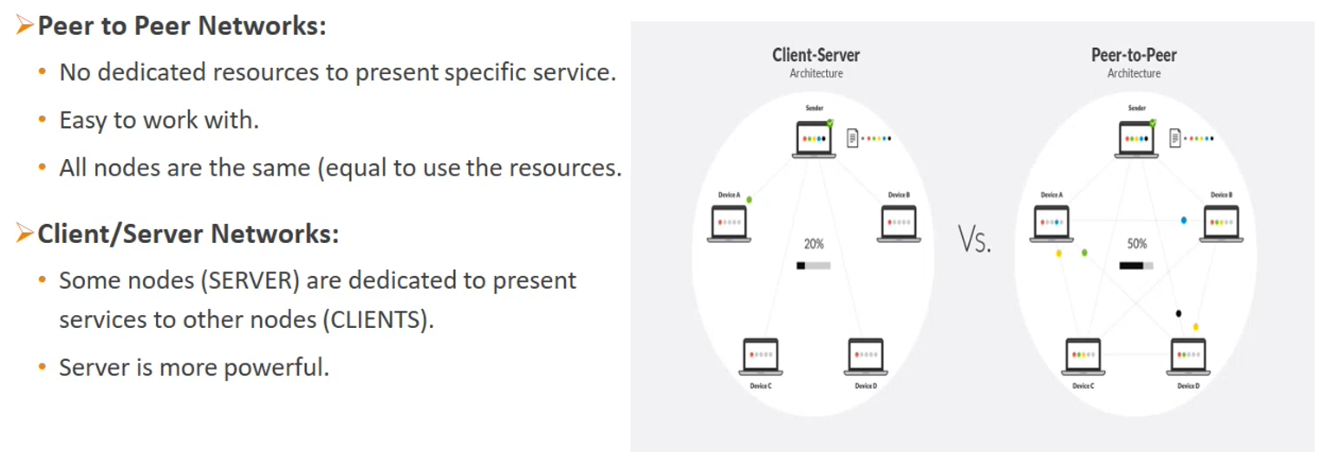 Peer to Peer Networks:
No dedicated resources to present specific service.
Easy to work with.
All nodes are the same (equal to use the resources.
Client/Server Networks:
Some nodes (SERVER) are dedicated to present
services to other nodes (CLIENTS).
Server is more powerful.
Client-Server
Architecture
Sender
Device A
Device B
20%
Device C
Device D
Vs.
Peer-to-Peer
Architecture
Sender
Device A
Device B
50%
Device C
Device D